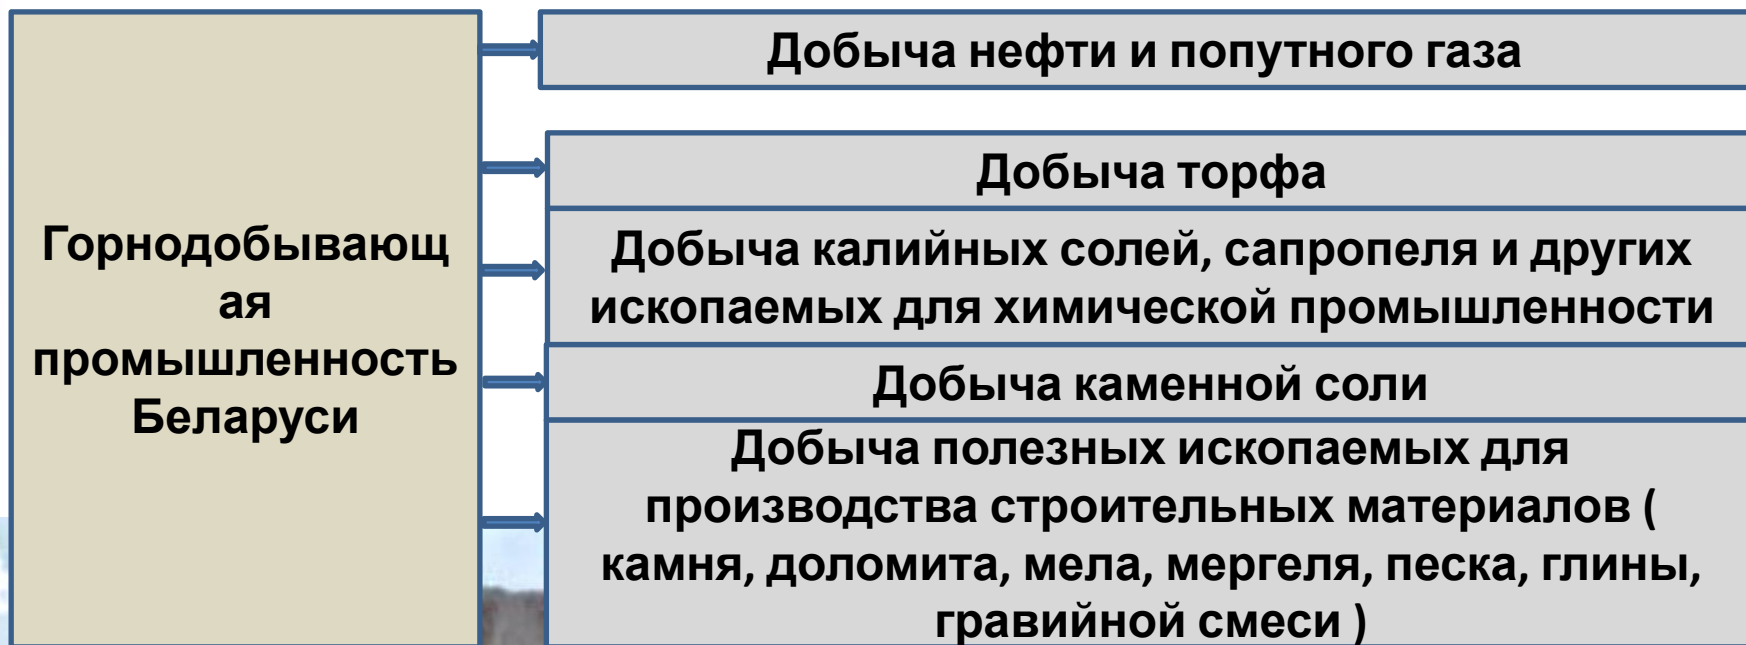 Горнодобывающ
ая
промышленность
Беларуси
Добыча нефти и попутного газа
Добыча торфа
Добыча калийных солей, сапропеля и других
ископаемых для химической промышленности
Добыча каменной соли
Добыча полезных ископаемых для
производства строительных материалов (
камня, доломита, мела, мергеля, песка, глины,
гравийной смеси )